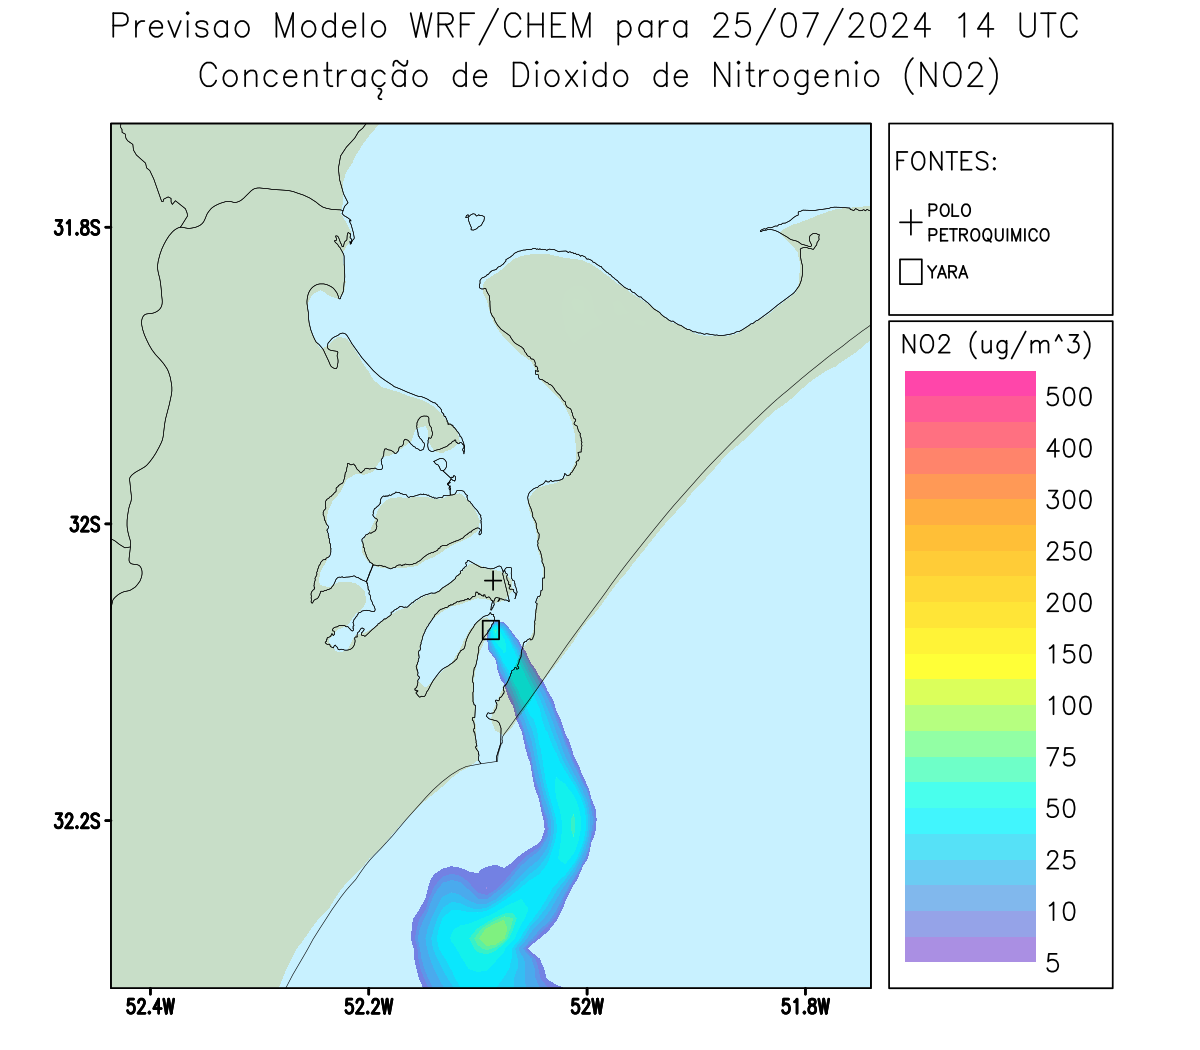 Previsao Modelo WRF/CHEM para 25/07/2024 14 UTC
Concentração de Dioxido de Nitrogenio (NO2)
FONTES:
POLO
PETROQUIMICO
YARA
NO2 (ug/m^3)
500
400
300
250
200
150
100
75
50
25
10
5
31.8S
32S
32.2S
52.4W
52.2W
52W
51.8W